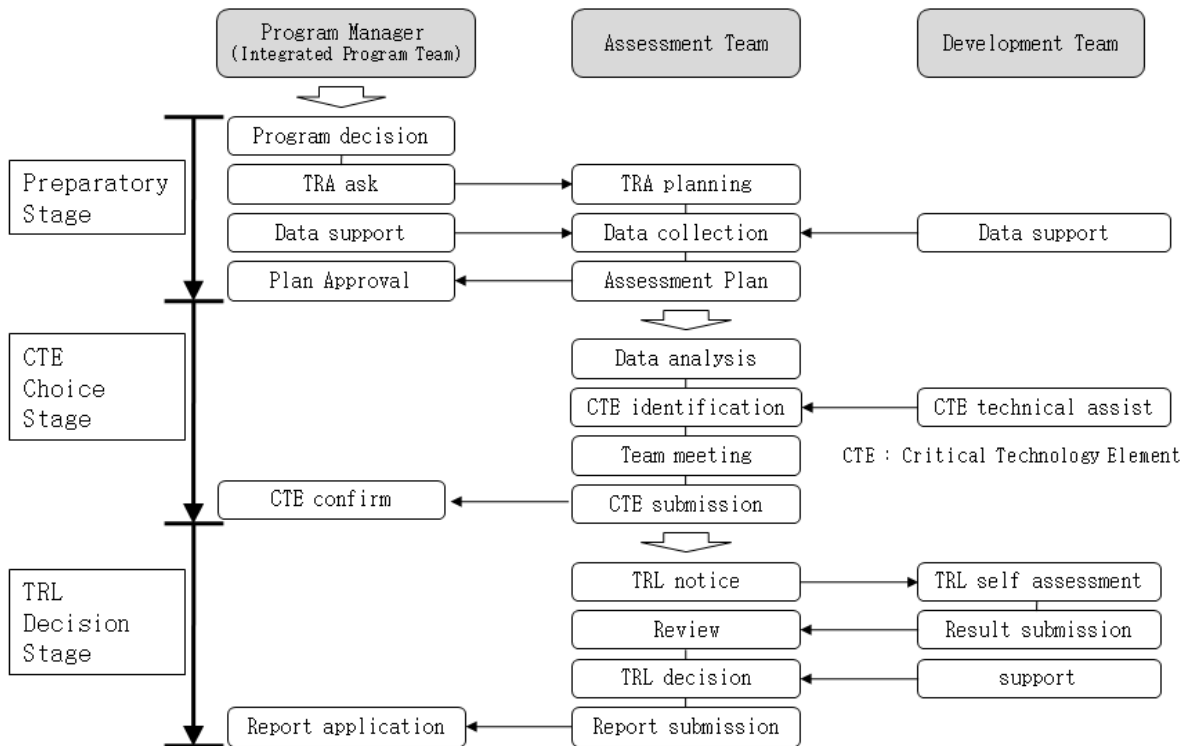 Program Manager
(Integrated Program Team)
Assessment Team
Development Team
Preparatory
Stage
Program decision
TRA ask
TRA planning
Data support
Data collection
Data support
Plan Approval
Assessment Plan
CTE
Choice
Stage
Data analysis
CTE identification
CTE technical assist
Team meeting
CTE : Critical Technology Element
CTE confirm
CTE submission
TRL
Decision
Stage
TRL notice
TRL self assessment
Review
Result submission
TRL decision
support
Report application
Report submission